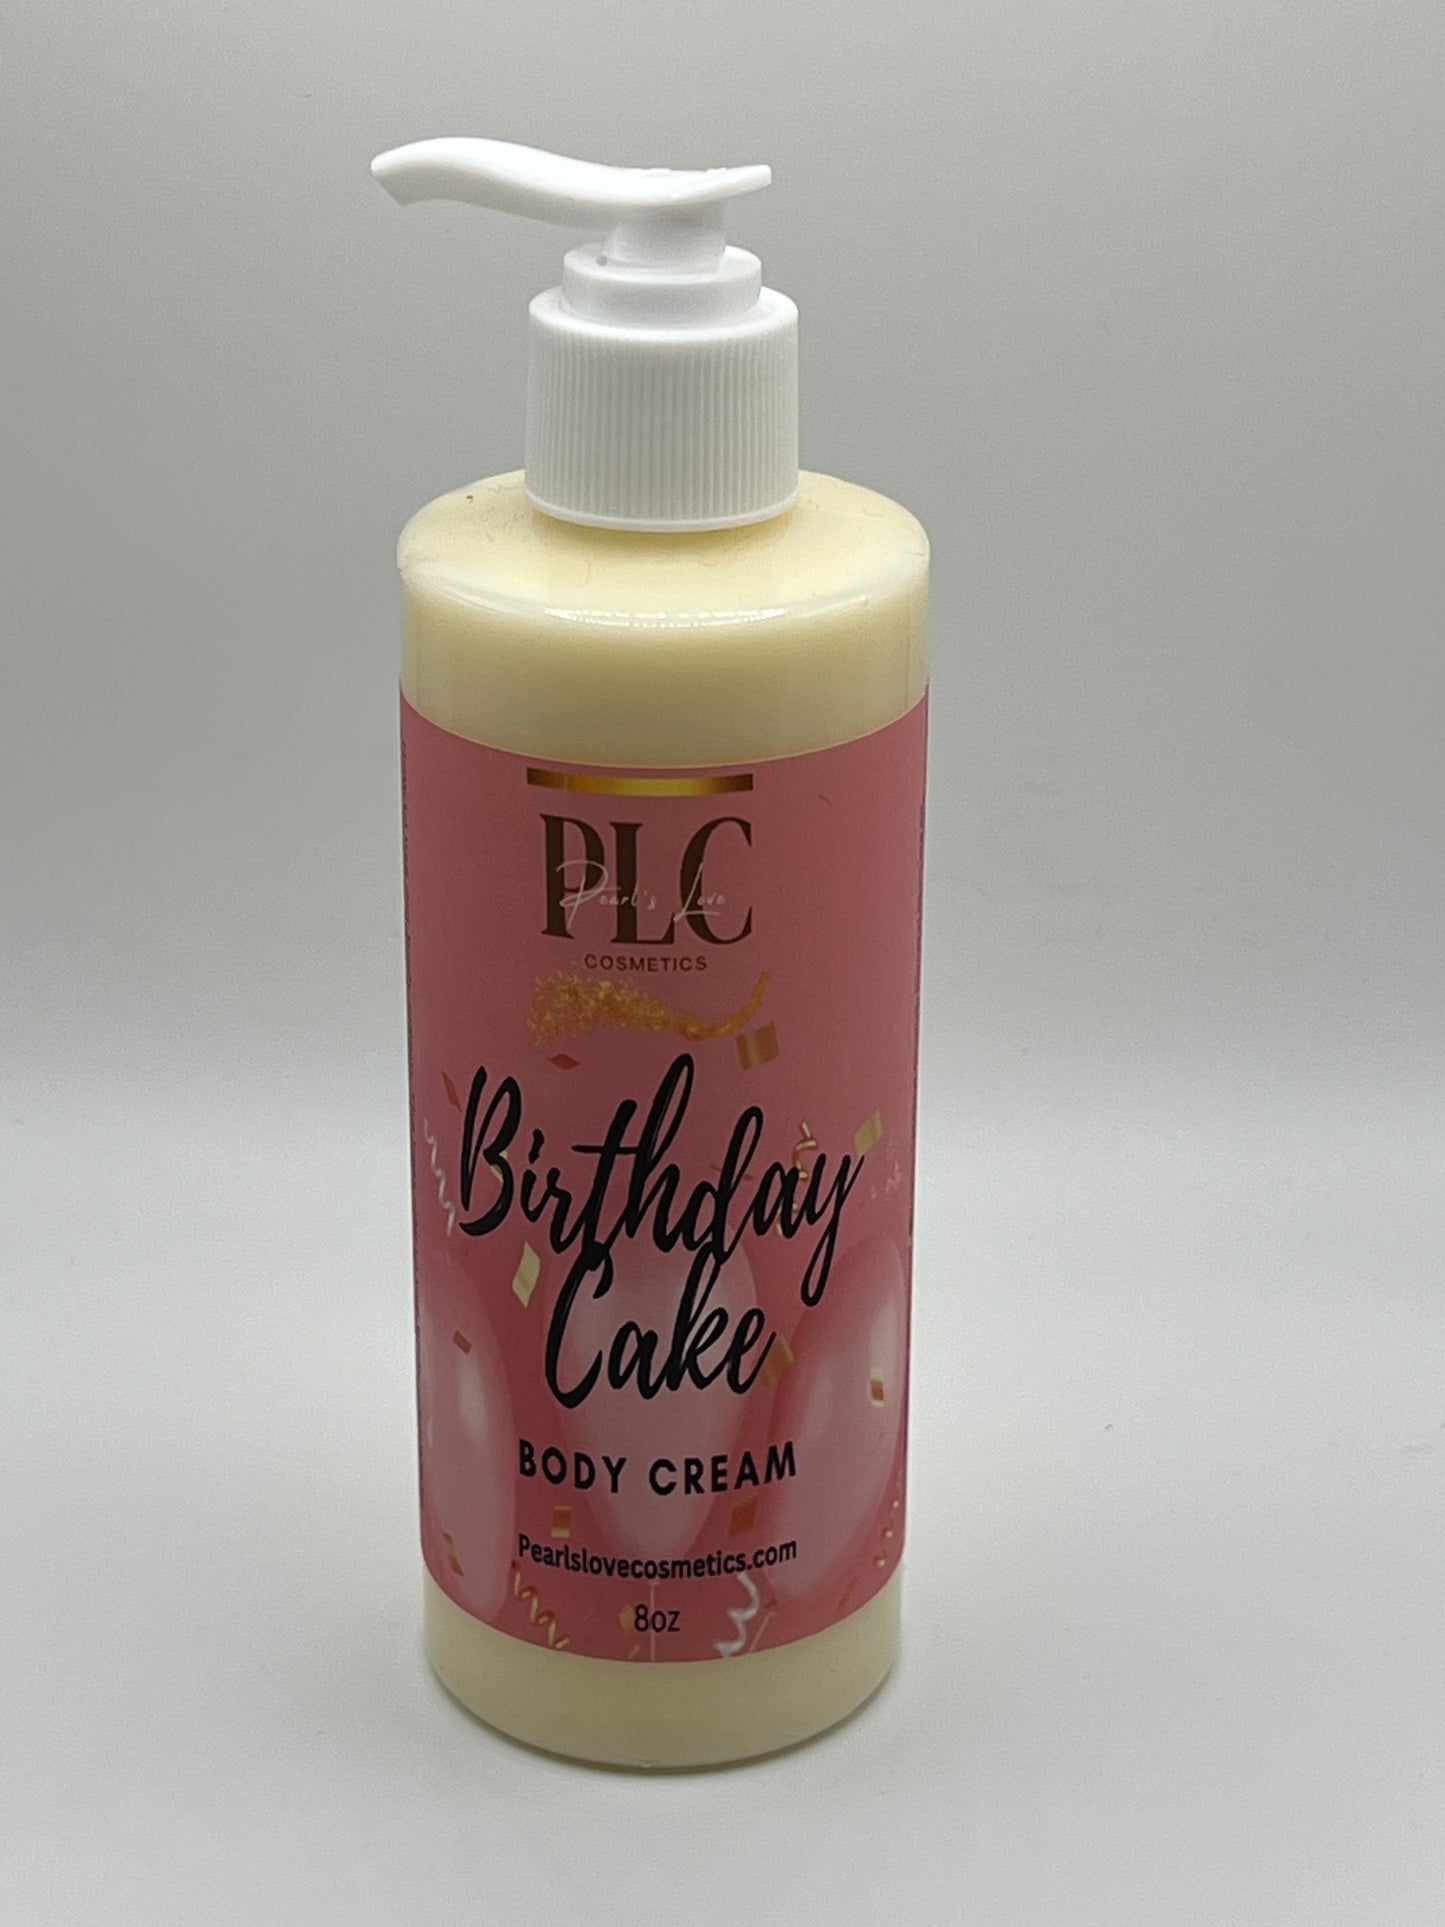 PLC
Pearl's Love
COSMETICS
Birthday
Cake
BODY CREAM
Pearlslovecosmetics.com
8oz